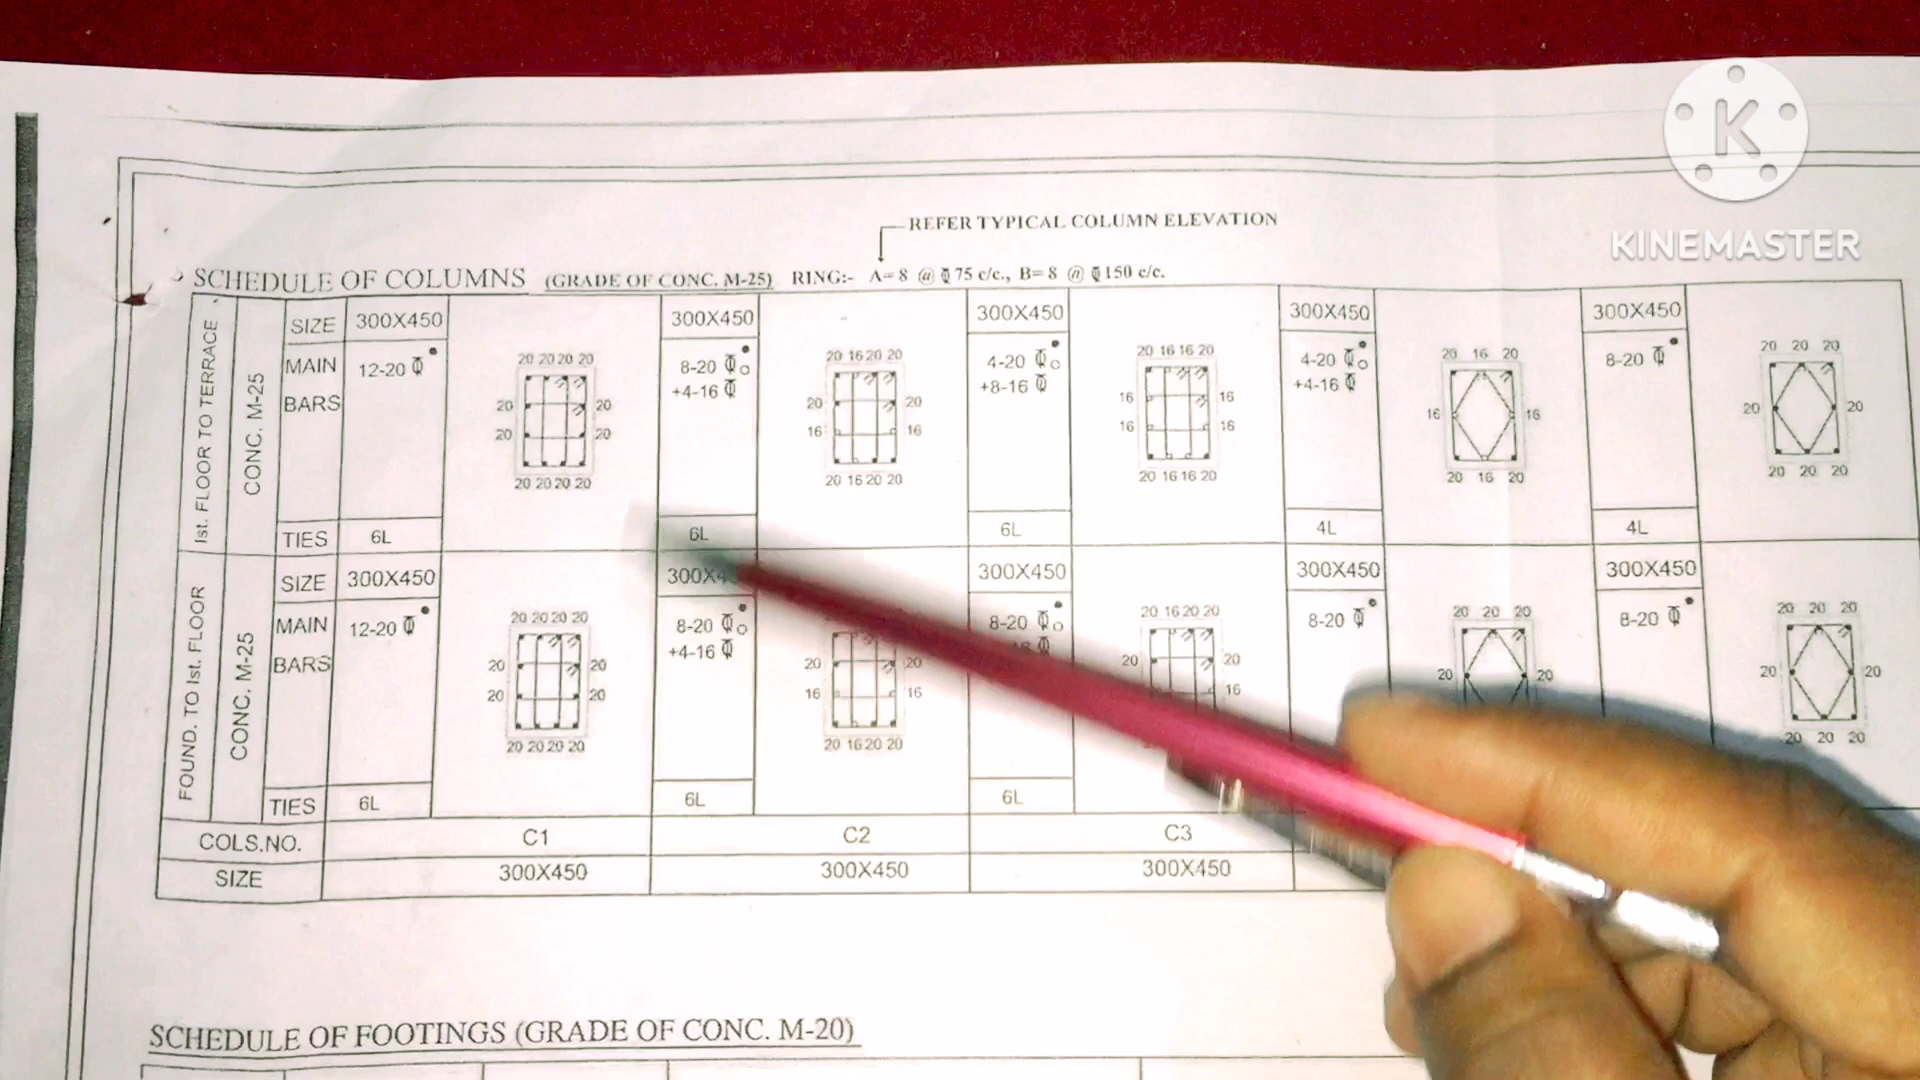 K
KINEMASTER
REFER TYPICAL COLUMN ELEVATION
SCHEDULE OF COLUMNS (GRADE OF CONC. M-25) RING:- A= 8 @ Φ 75 c/c., B= 8 @ Φ 150 c/c.
Ist. FLOOR TO TERRACE
CONC. M-25
SIZE 300X450 300X450 300X450 300X450 300X450
MAIN BARS
12-20 Φ
20 20 20 20
20 20
20 20
20 20 20 20
8-20 Φ
+4-16 Φ
20 16 20 20
20 20
16 16
20 16 20 20
4-20 Φ
+8-16 Φ
20 16 16 20
16 16
16 16
20 16 16 20
4-20 Φ
+4-16 Φ
20 16 20
16 16
20 16 20
8-20 Φ
20 20 20
20 20
20 20 20
TIES 6L 6L 6L 4L 4L
FOUND. TO Ist. FLOOR
CONC. M-25
SIZE 300X450 300X4 300X450 300X450 300X450
MAIN BARS
12-20 Φ
20 20 20 20
20 20
20 20
20 20 20 20
8-20 Φ
+4-16 Φ
20 20
16 16
20 16 20 20
8-20 Φ
16 Φ
20 16 20 20
20 20
16
8-20 Φ
20 20 20
20 20
8-20 Φ
20 20 20
20 20
20 20 20
TIES 6L 6L 6L
COLS.NO. C1 C2 C3
SIZE 300X450 300X450 300X450
SCHEDULE OF FOOTINGS (GRADE OF CONC. M-20)